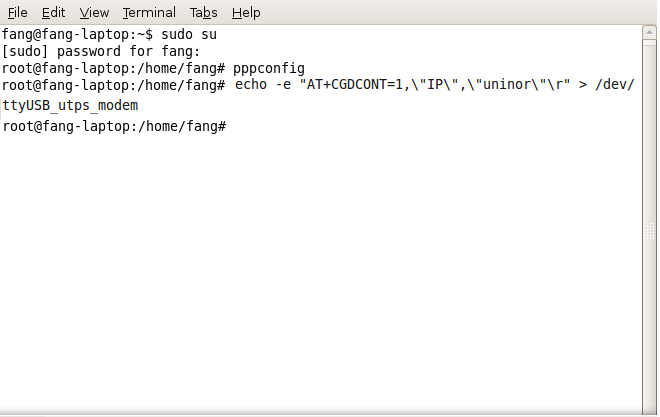 File Edit View Terminal Tabs Help
fang@fang-laptop:~$ sudo su
[sudo] password for fang:
root@fang-laptop:/home/fang# pppconfig
root@fang-laptop:/home/fang# echo -e "AT+CGDCONT=1,\"IP\",\"uninor\"\r" > /dev/
ttyUSB_utps_modem
root@fang-laptop:/home/fang#